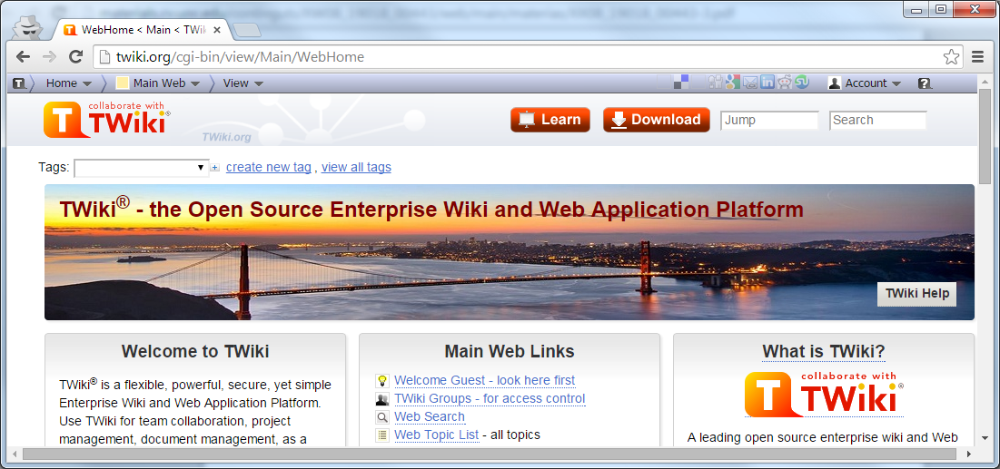 WebHome < Main < TWi
twiki.org/cgi-bin/view/Main/WebHome
Home Main Web View Account
collaborate with
TWiki®
TWiki.org
Learn Download Jump Search
Tags: create new tag , view all tags
TWiki® - the Open Source Enterprise Wiki and Web Application Platform
TWiki Help
Welcome to TWiki
TWiki® is a flexible, powerful, secure, yet simple
Enterprise Wiki and Web Application Platform.
Use TWiki for team collaboration, project
management, document management, as a
Main Web Links
Welcome Guest - look here first
TWiki Groups - for access control
Web Search
Web Topic List - all topics
What is TWiki?
collaborate with
TWiki®
A leading open source enterprise wiki and Web